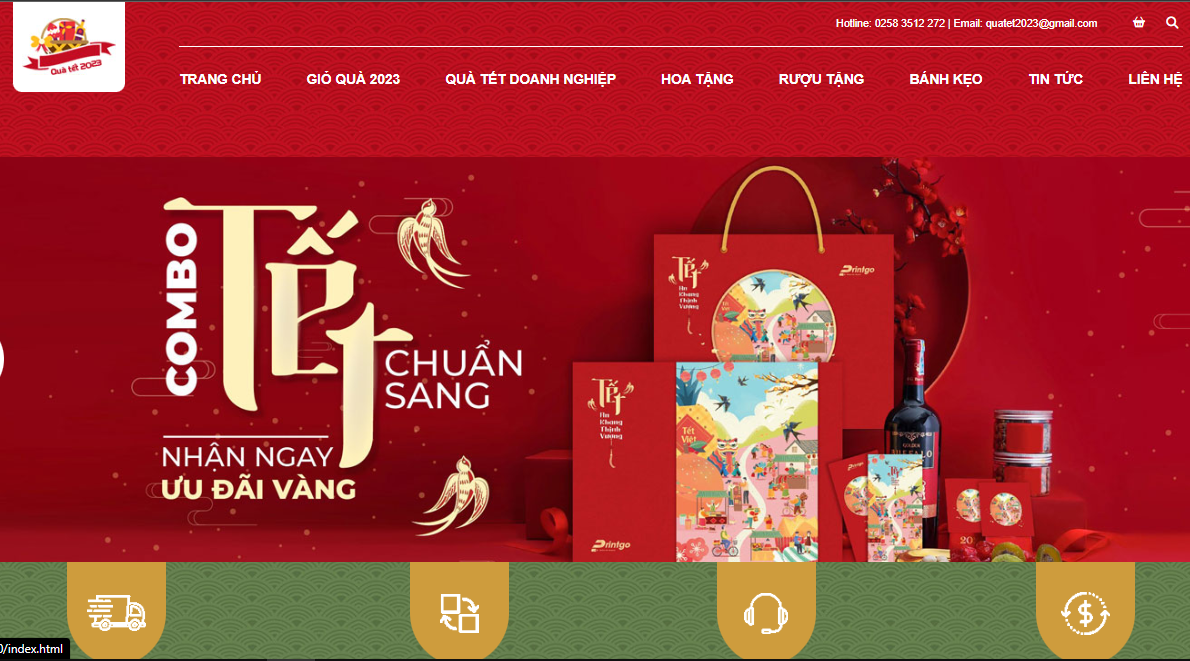 Quà tết 2023
Hotline: 0258 3512 272 | Email: quatet2023@gmail.com
TRANG CHỦ
GIỎ QUÀ 2023
QUÀ TẾT DOANH NGHIỆP
HOA TẶNG
RƯỢU TẶNG
BÁNH KẸO
TIN TỨC
LIÊN HỆ
COMBO
Tết
CHUẨN
SANG
NHẬN NGAY
ƯU ĐÃI VÀNG
Tết
An
Khang
Thịnh
Vượng
Printgo
Tết
An
Khang
Thịnh
Vượng
Tết
Việt
Printgo
0/index.html